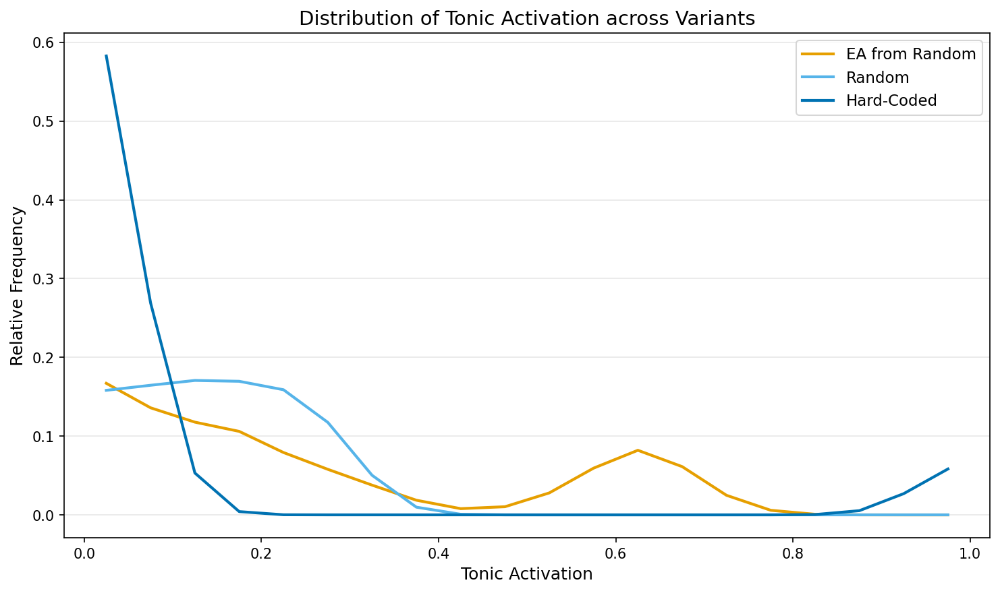 Distribution of Tonic Activation across Variants
EA from Random
Random
Hard-Coded
Relative Frequency
0.6
0.5
0.4
0.3
0.2
0.1
0.0
0.0 0.2 0.4 0.6 0.8 1.0
Tonic Activation